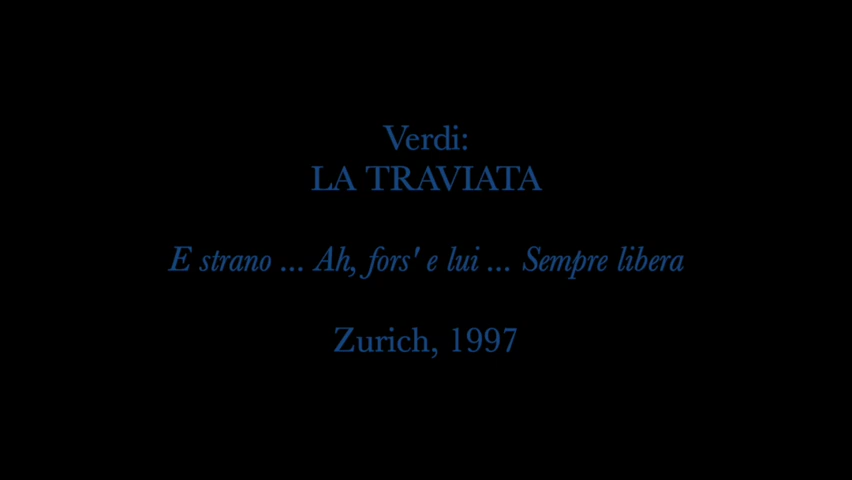 Verdi:
LA TRAVIATA
E strano ... Ah, fors' e lui ... Sempre libera
Zurich, 1997